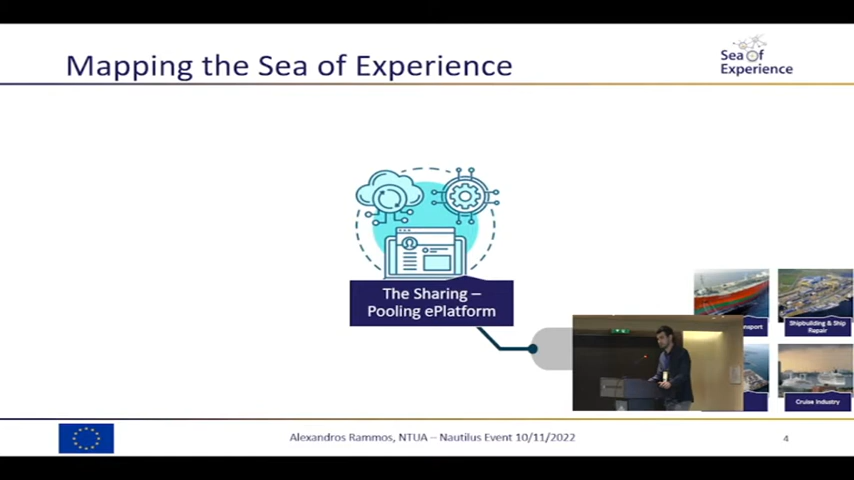 Mapping the Sea of Experience
Sea Of
Experience
The Sharing –
Pooling ePlatform
Shipbuilding & Ship
Repair
Cruise Industry
Alexandros Rammos, NTUA – Nautilus Event 10/11/2022
4